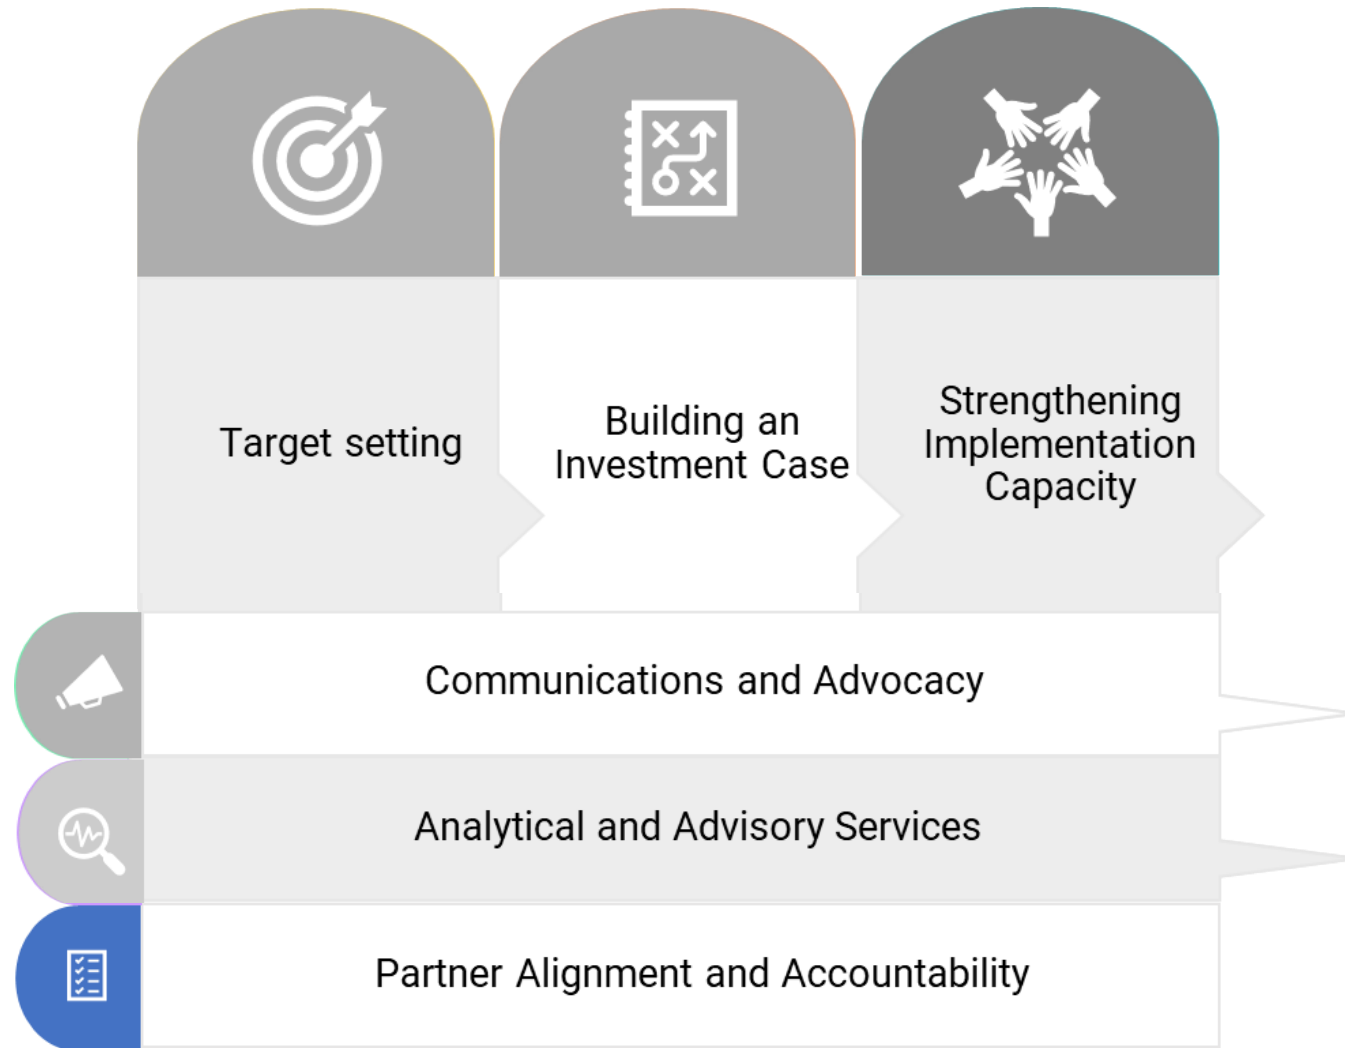 Target setting
Building an
Investment Case
Strengthening
Implementation
Capacity
Communications and Advocacy
Analytical and Advisory Services
Partner Alignment and Accountability